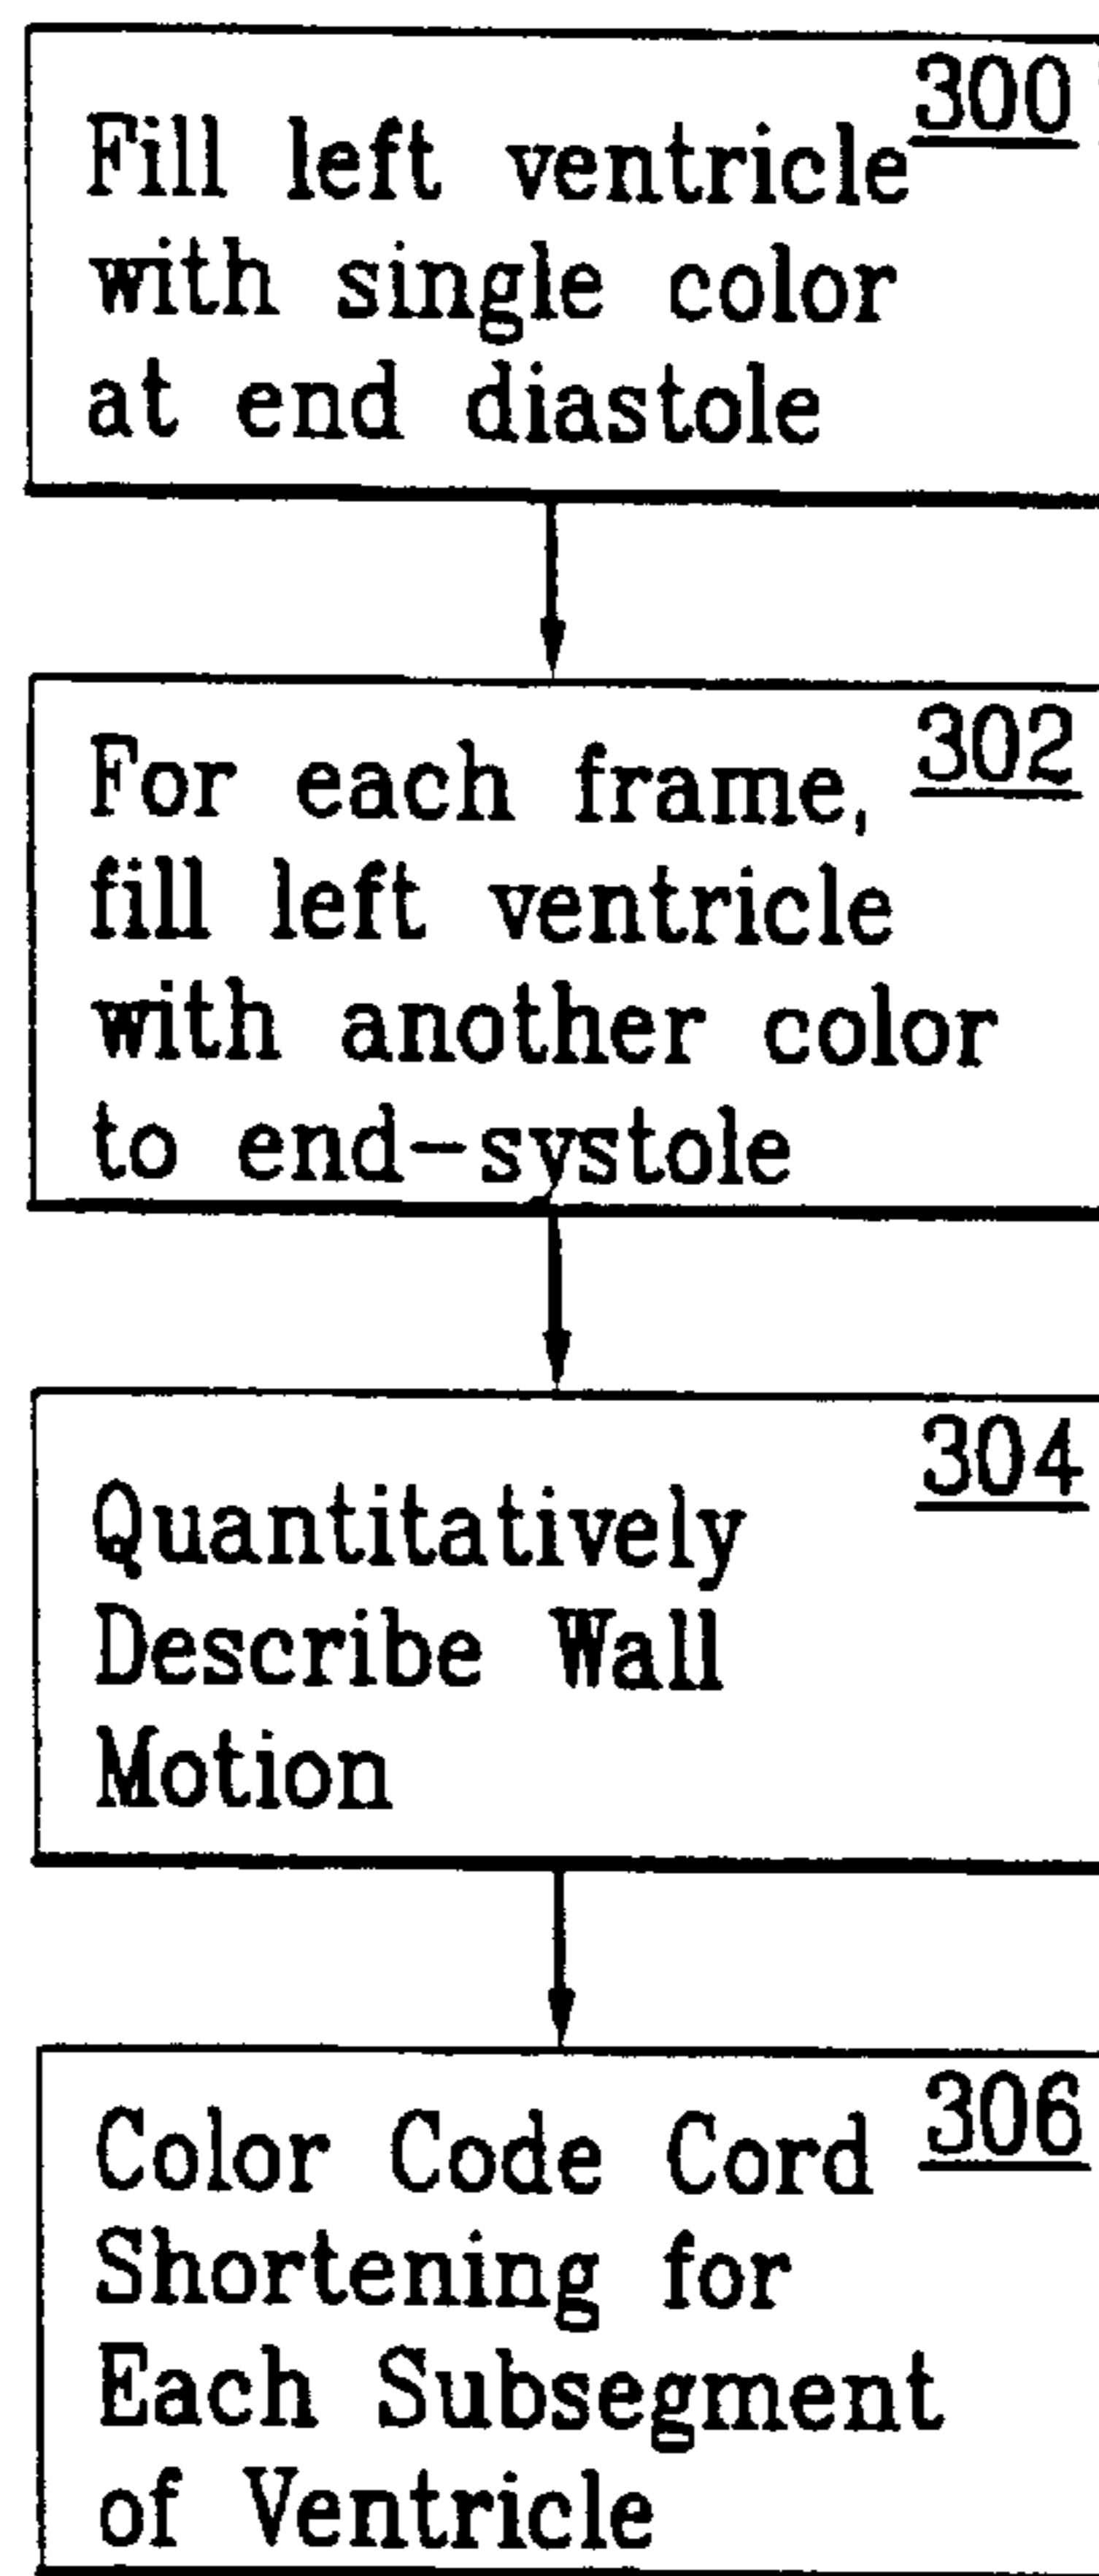 300
Fill left ventricle
with single color
at end diastole
302
For each frame,
fill left ventricle
with another color
to end-systole
304
Quantitatively
Describe Wall
Motion
306
Color Code Cord
Shortening for
Each Subsegment
of Ventricle